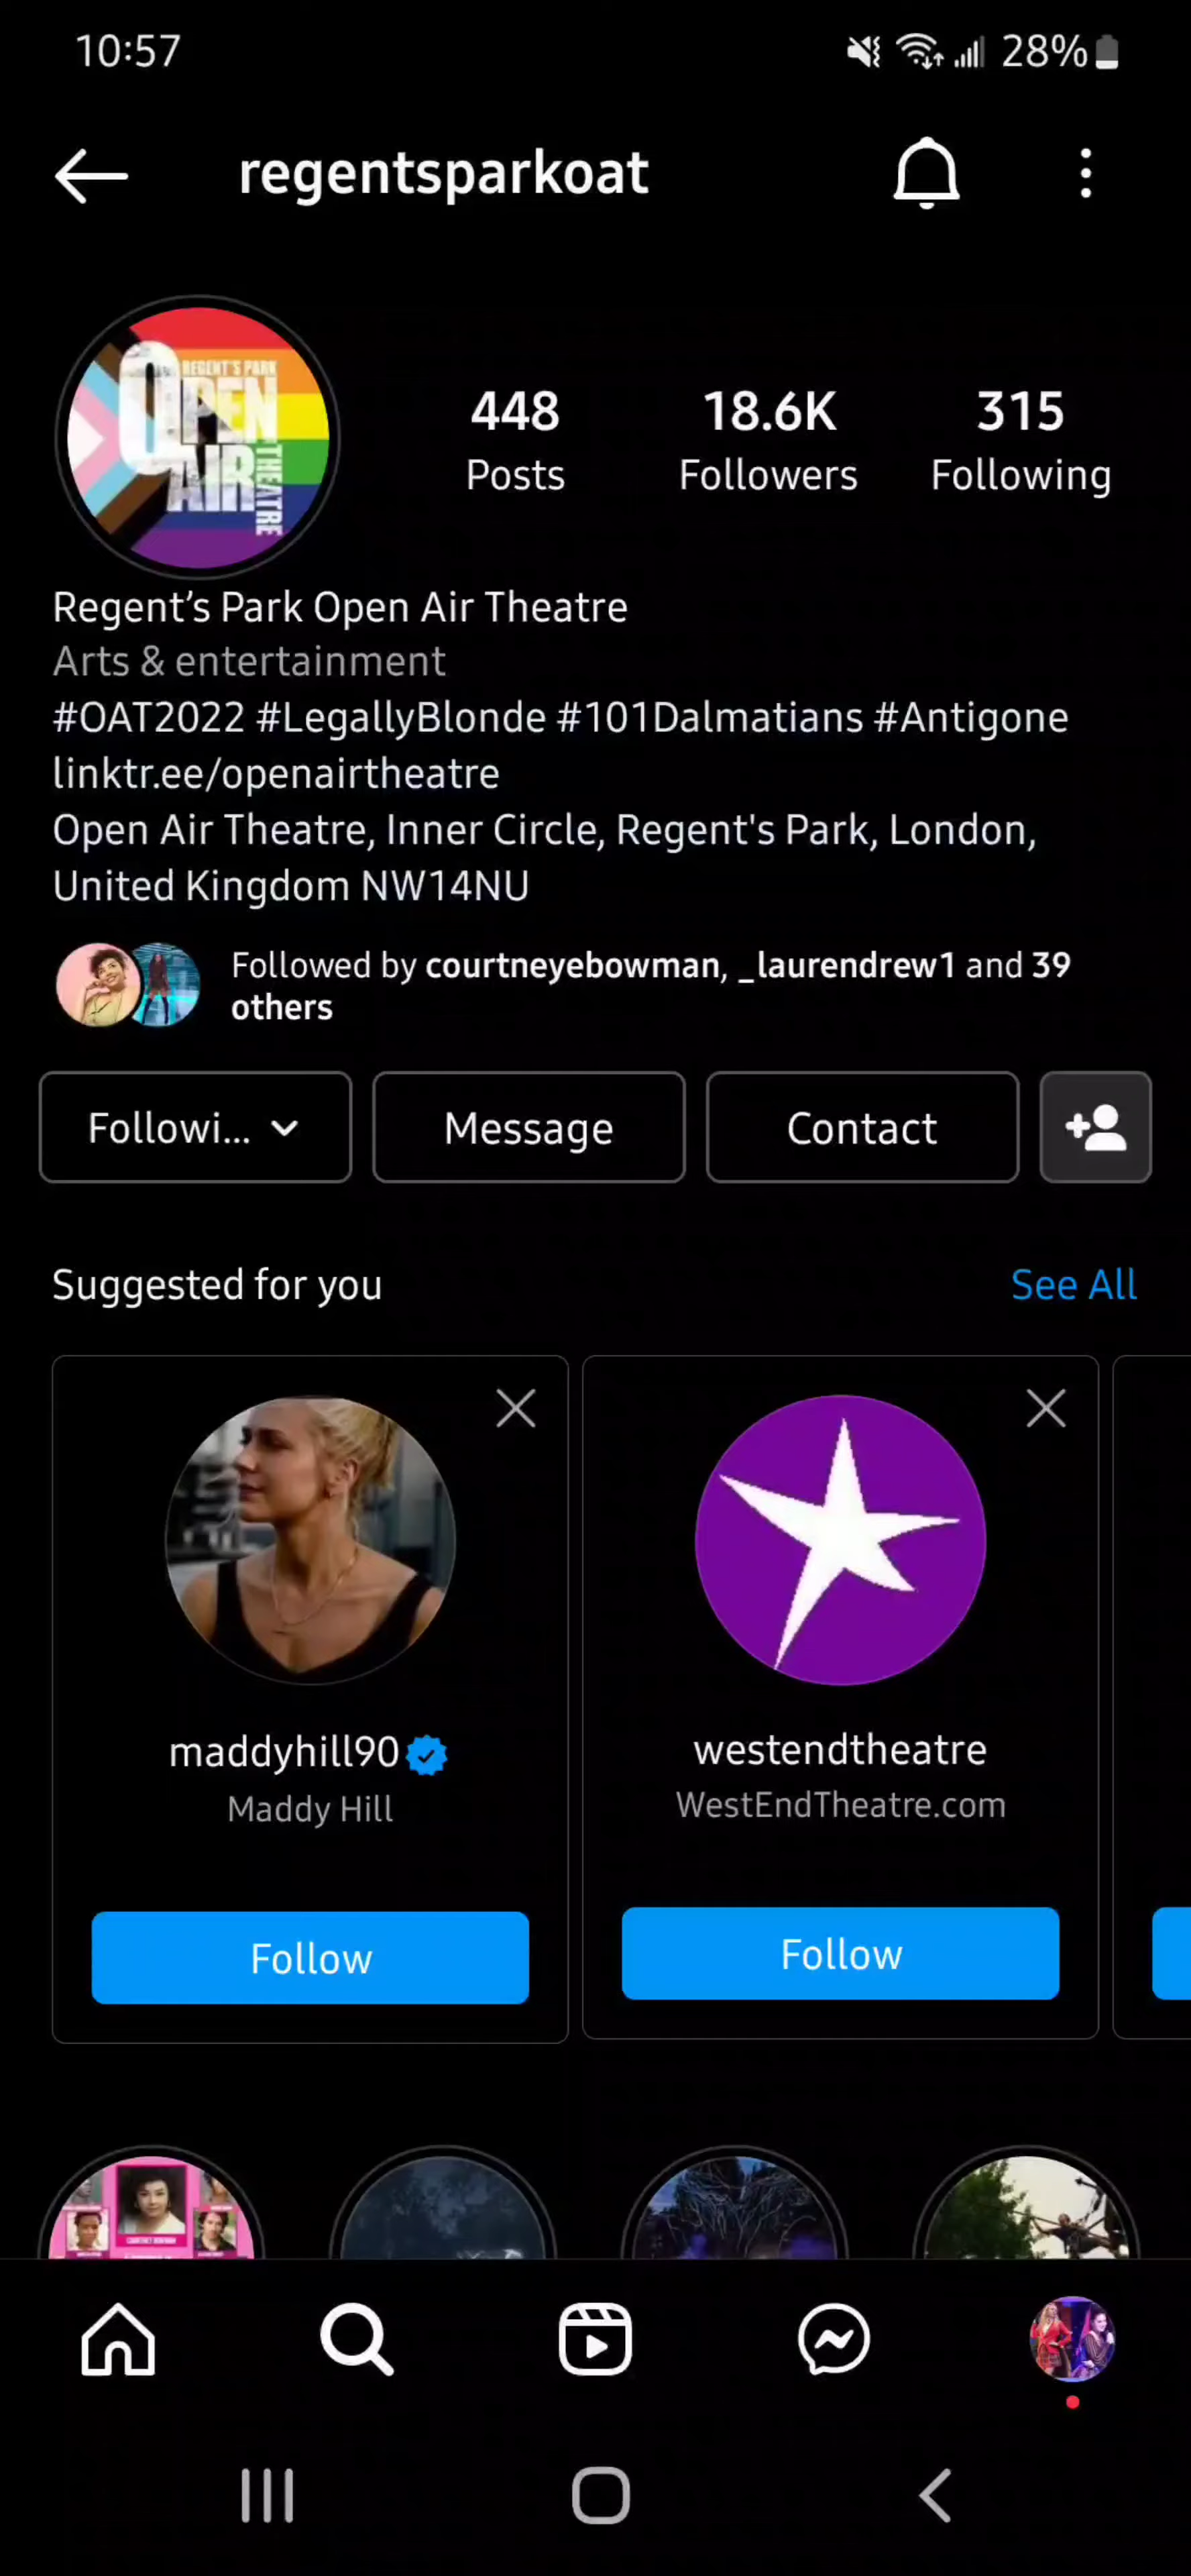 10:57
28%
regentsparkoat
REGENT'S PARK
OPEN
AIR
THEATRE
448
Posts
18.6K
Followers
315
Following
Regent’s Park Open Air Theatre
Arts & entertainment
#OAT2022 #LegallyBlonde #101Dalmatians #Antigone
linktr.ee/openairtheatre
Open Air Theatre, Inner Circle, Regent's Park, London,
United Kingdom NW14NU
Followed by courtneyebowman, _laurendrew1 and 39
others
Followi...
Message
Contact
Suggested for you
See All
maddyhill90
Maddy Hill
Follow
westendtheatre
WestEndTheatre.com
Follow